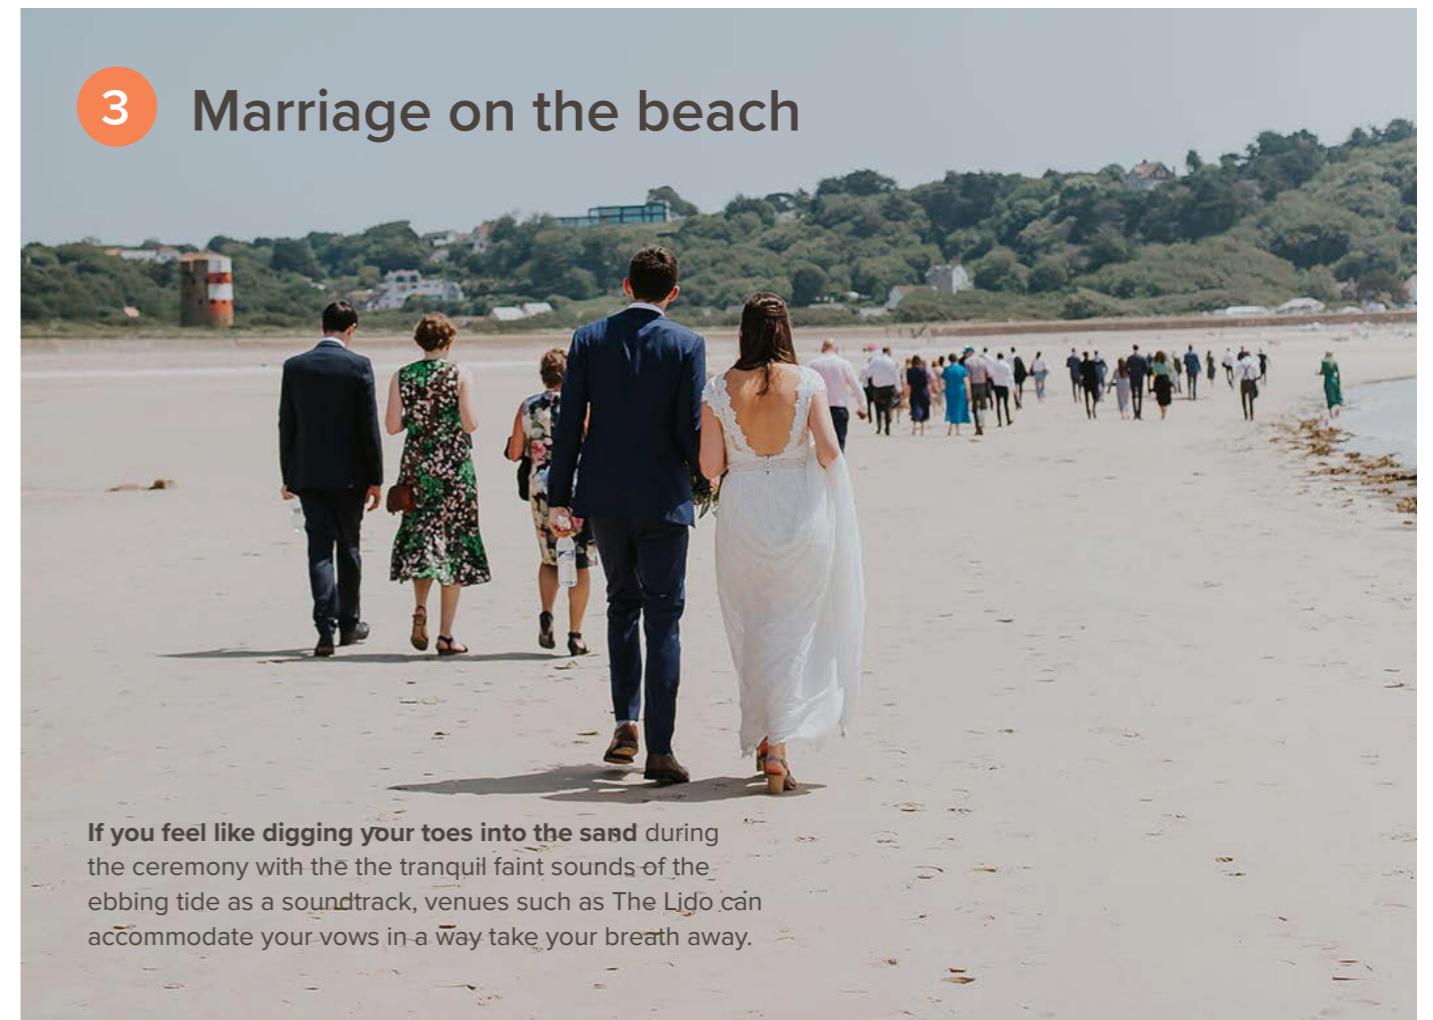 3 Marriage on the beach
If you feel like digging your toes into the sand during
the ceremony with the the tranquil faint sounds of the
ebbing tide as a soundtrack, venues such as The Lido can
accommodate your vows in a way take your breath away.